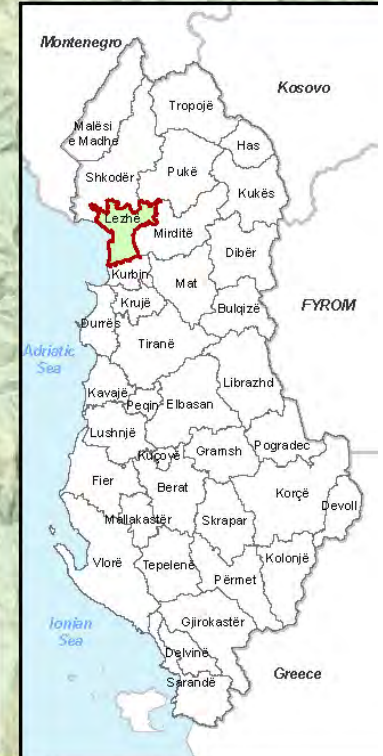 Montenegro
Kosovo
Tropojë
Malësi
e Madhe
Has
Shkodër
Pukë
Kukës
Lezhë
Mirditë
Dibër
Kurbin
Mat
Krujë
Bulqizë
Durrës
FYROM
Tiranë
Adriatic
Sea
Librazhd
Kavajë
Peqin
Elbasan
Lushnjë
Kuçovë
Gramsh
Pogradec
Fier
Berat
Korçë
Devoll
Mallakastër
Skrapar
Vlorë
Tepelenë
Kolonjë
Përmet
Ionian
Sea
Gjirokastër
Delvinë
Greece
Sarandë